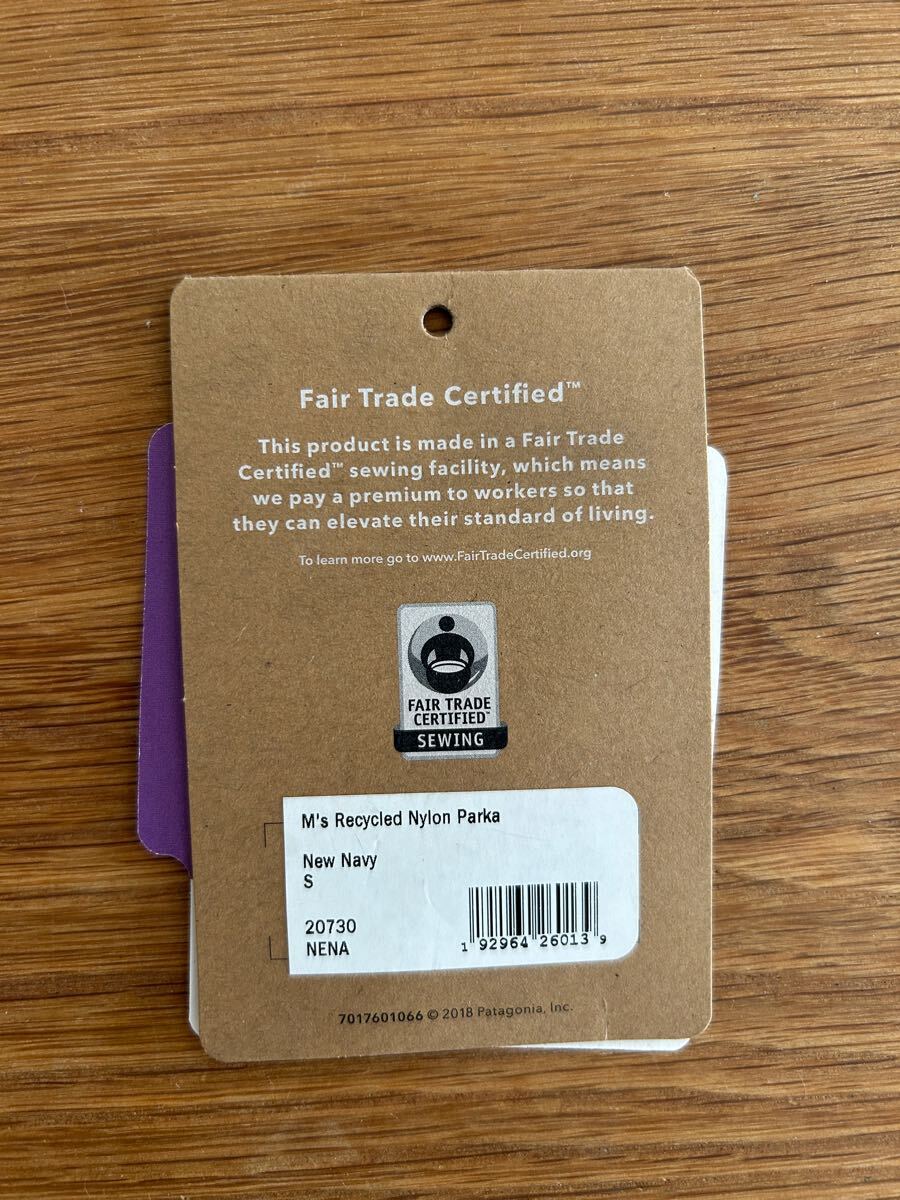 Fair Trade Certified™
This product is made in a Fair Trade
Certified™ sewing facility, which means
we pay a premium to workers so that
they can elevate their standard of living.
To learn more go to www.FairTradeCertified.org
FAIR TRADE
CERTIFIED™
SEWING
M's Recycled Nylon Parka
New Navy
S
20730
NENA
1 92964 26013 9
7017601066 © 2018 Patagonia, Inc.